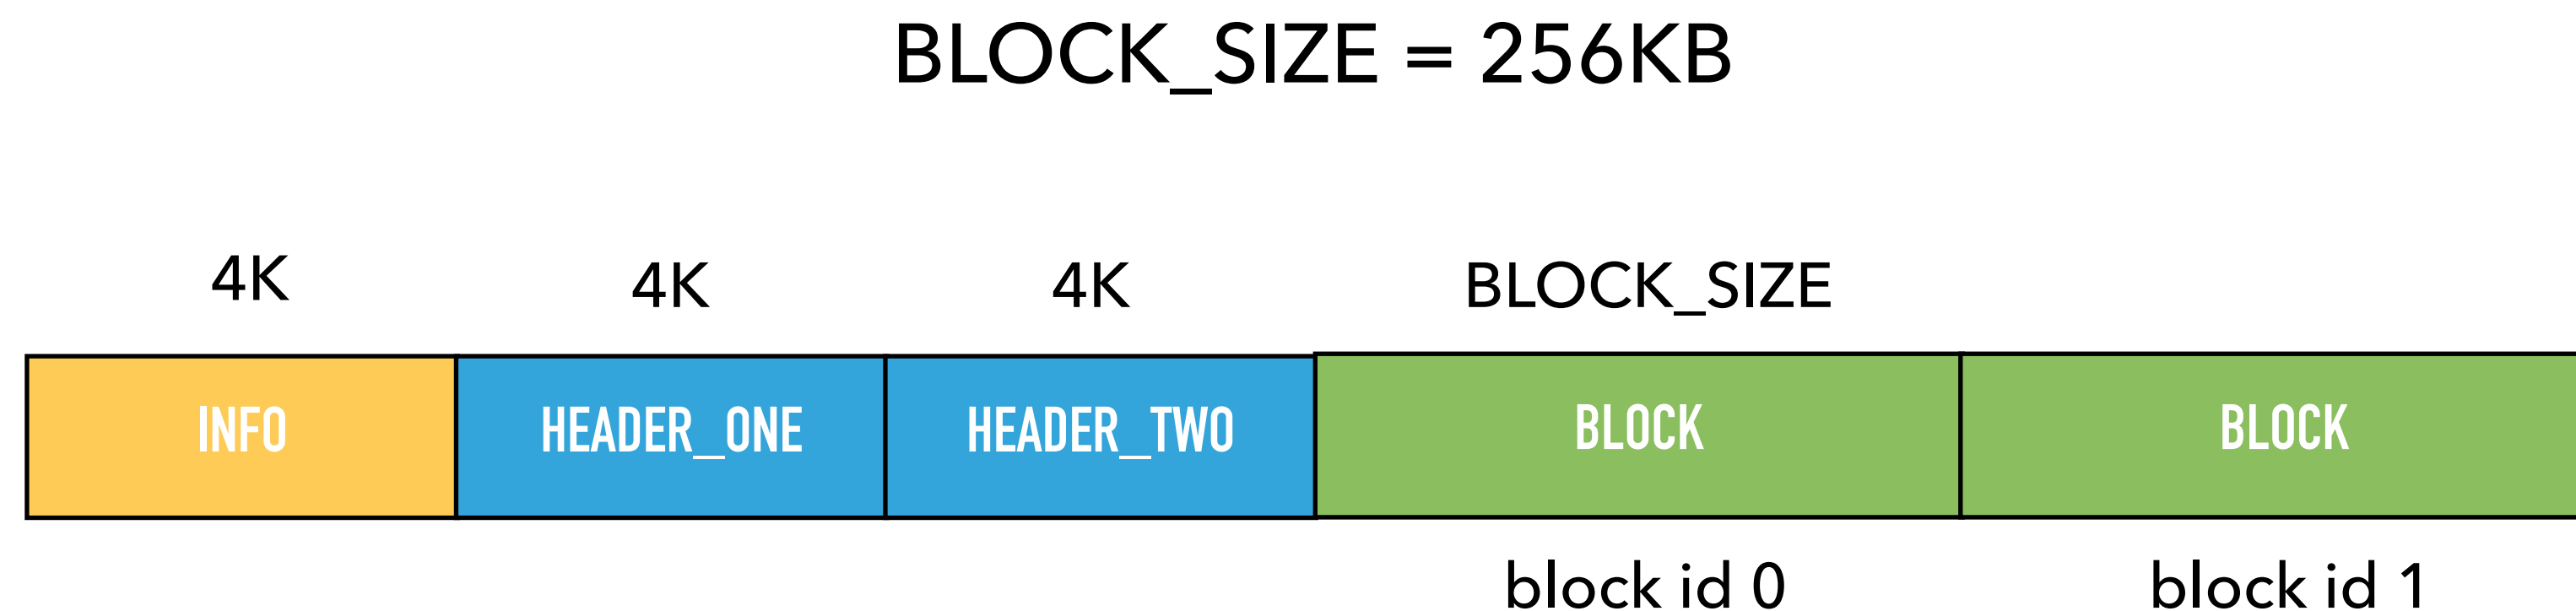 BLOCK_SIZE = 256KB
4K 4K 4K BLOCK_SIZE
INFO HEADER_ONE HEADER_TWO BLOCK BLOCK
block id 0 block id 1